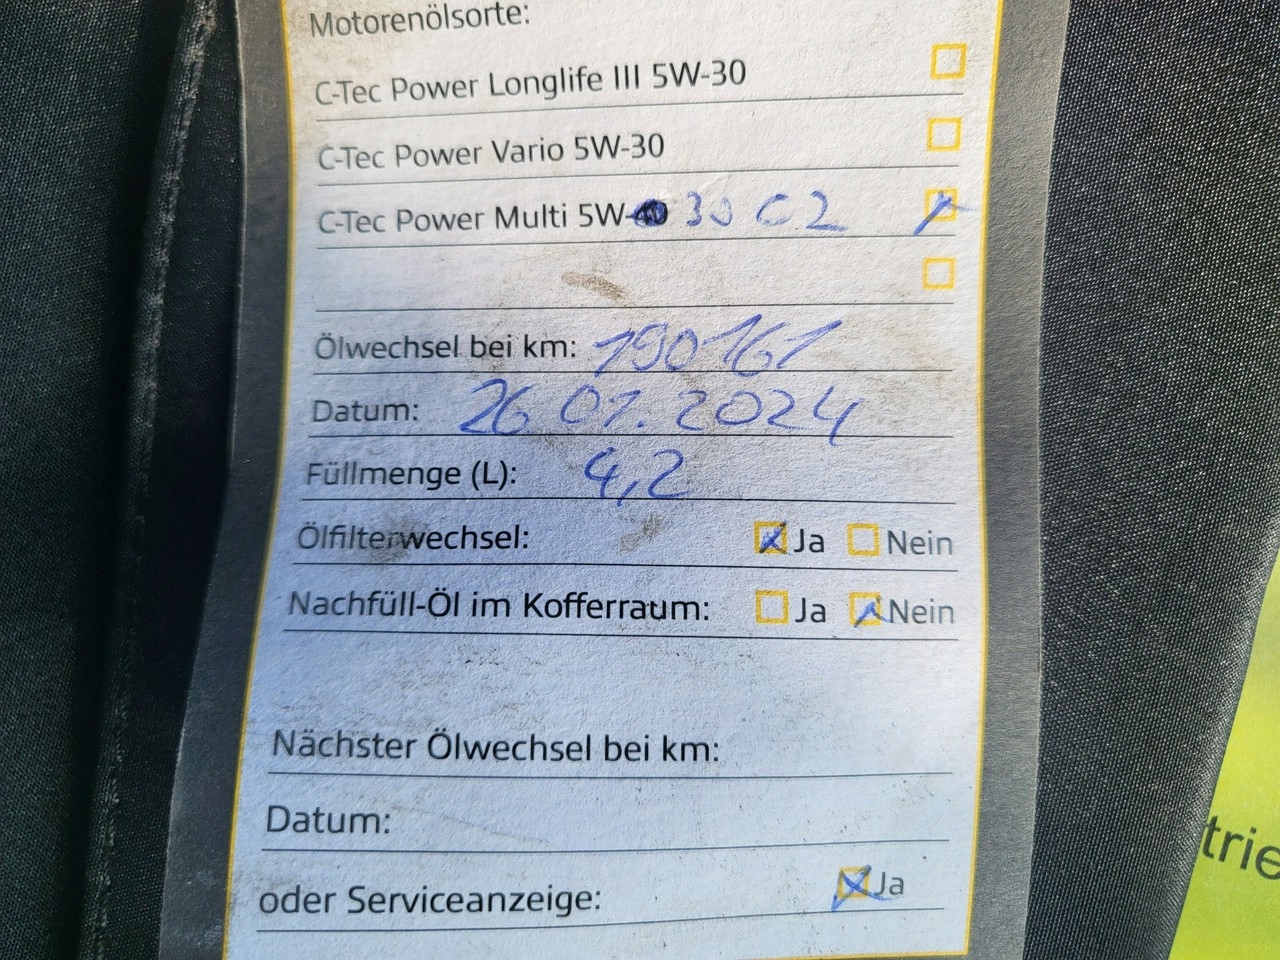 Motorenölsorte:
C-Tec Power Longlife III 5W-30
C-Tec Power Vario 5W-30
C-Tec Power Multi 5W-40 30 C2
Ölwechsel bei km: 190161
Datum: 26 01. 2024
Füllmenge (L): 4,2
Ölfilterwechsel: Ja Nein
Nachfüll-Öl im Kofferraum: Ja Nein
Nächster Ölwechsel bei km:
Datum:
oder Serviceanzeige: Ja
trie